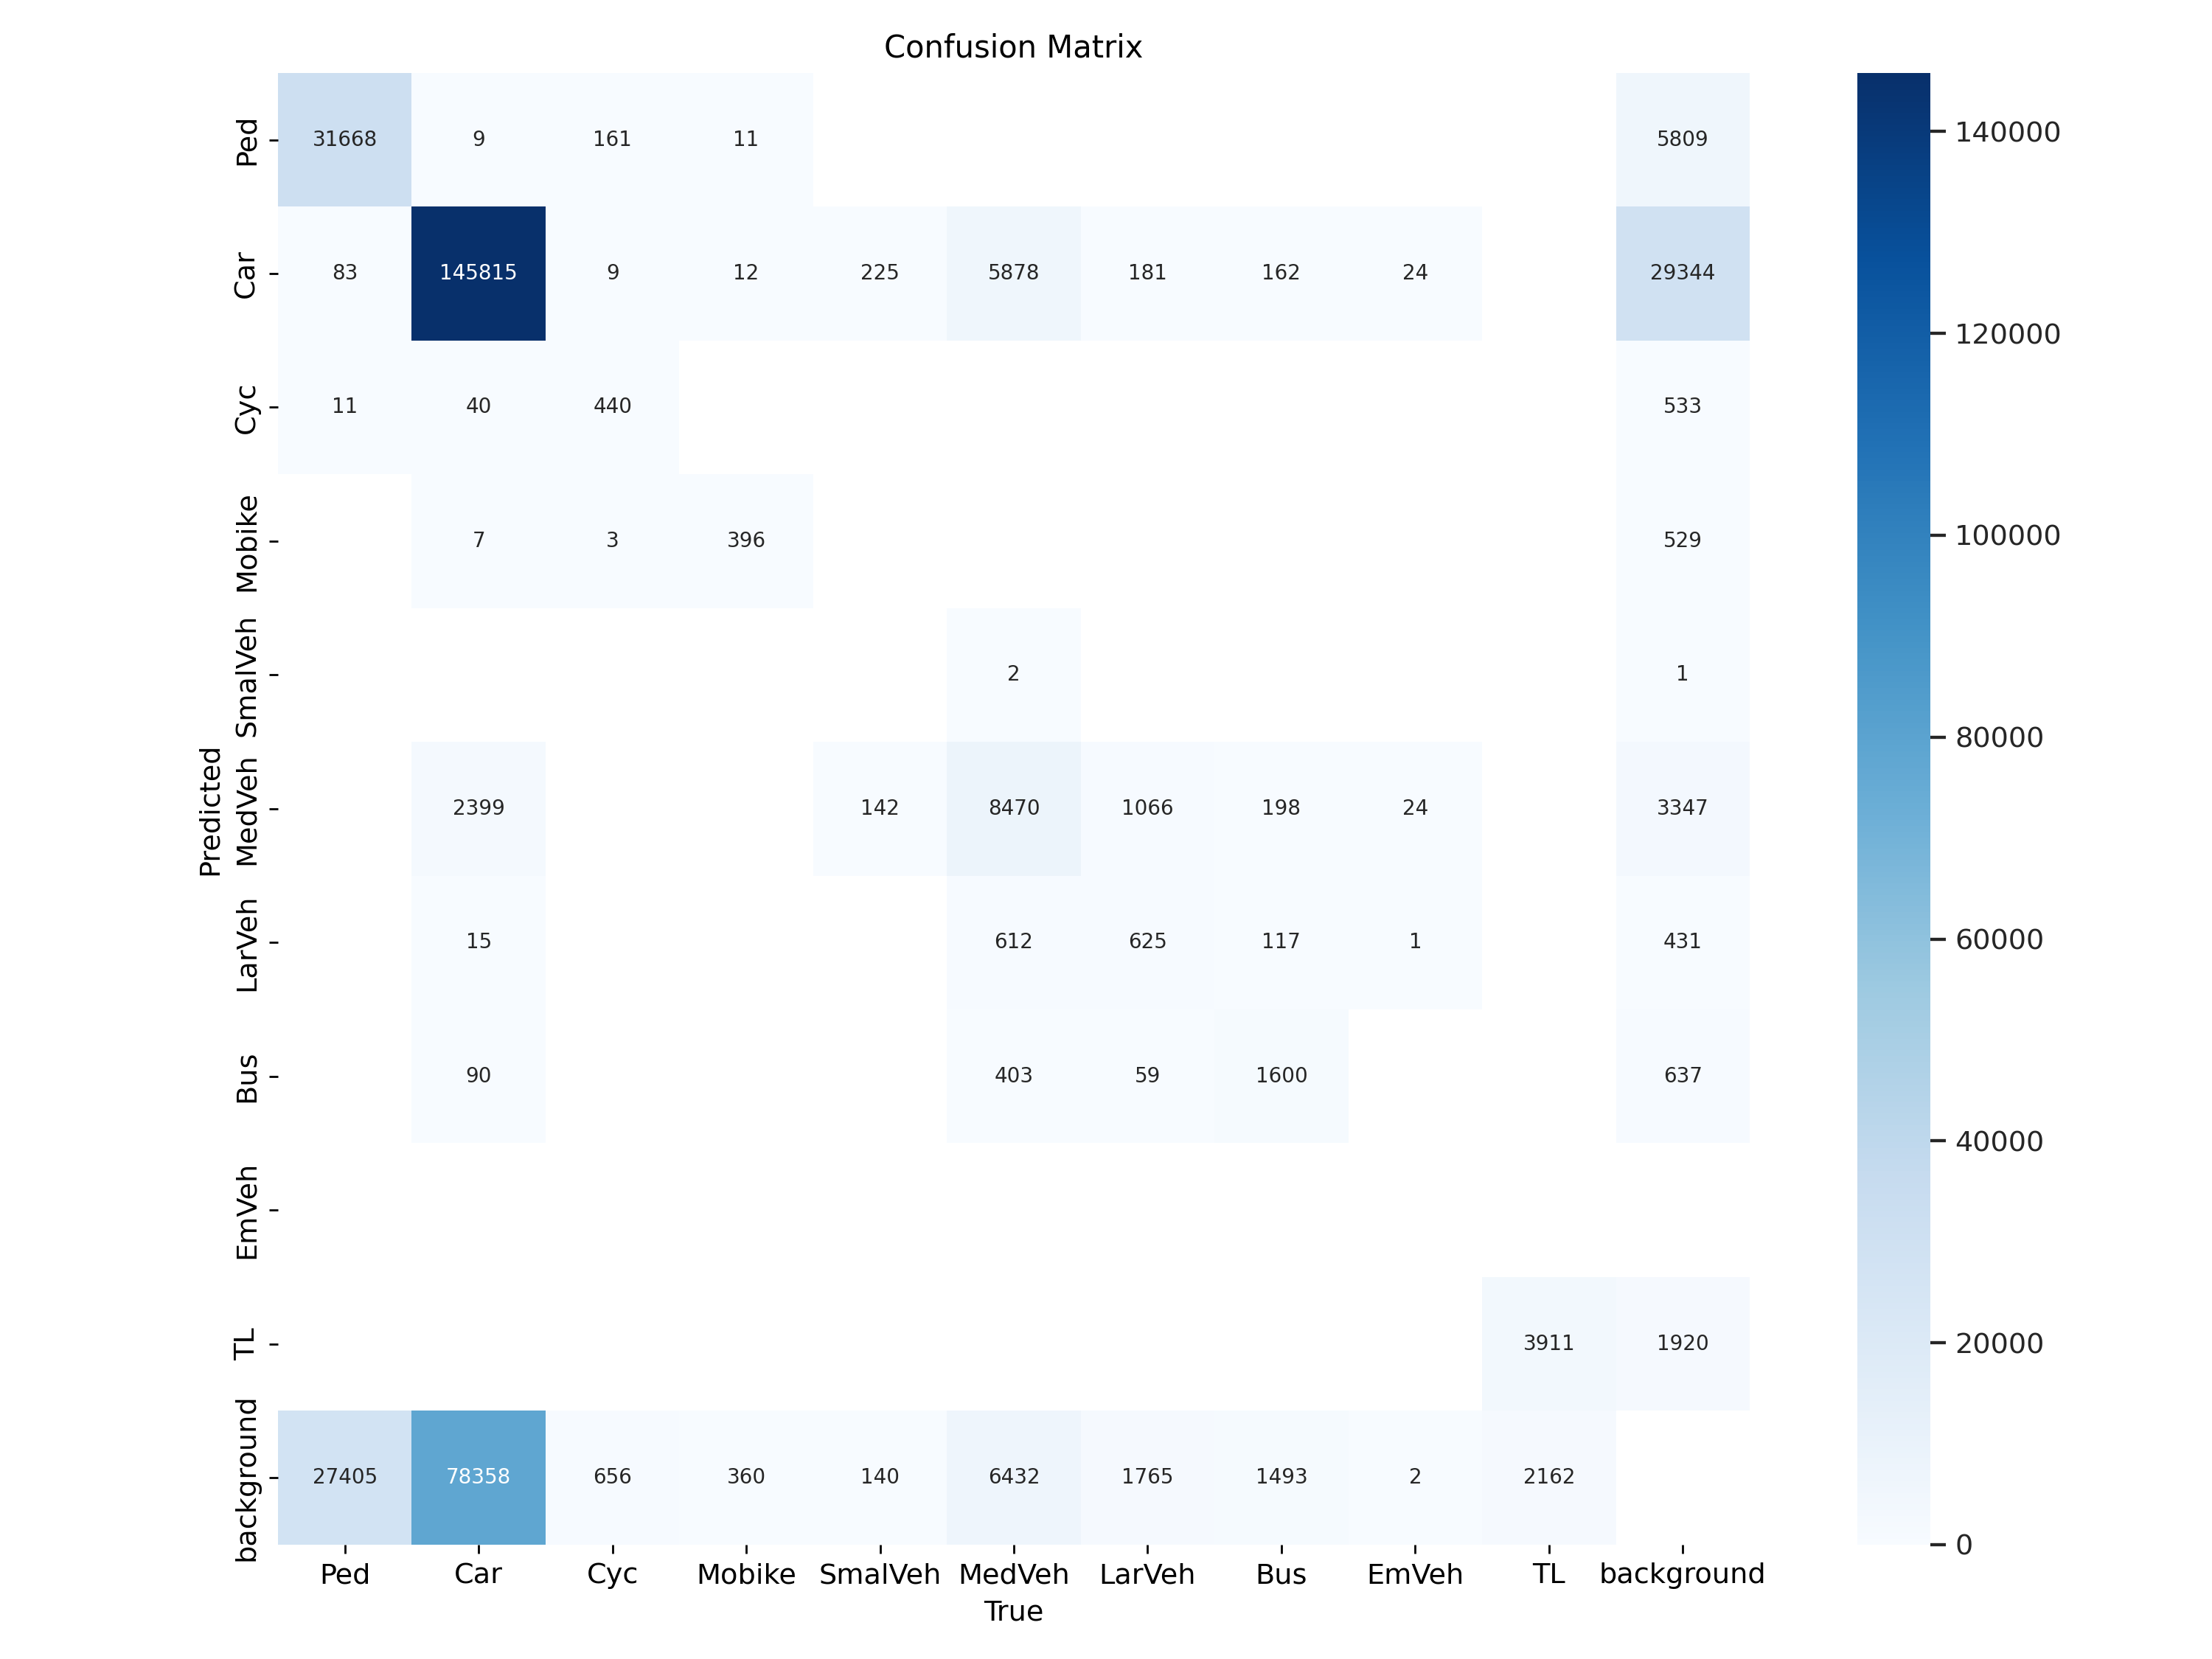 Confusion Matrix
Ped 31668 9 161 11 5809
Car 83 145815 9 12 225 5878 181 162 24 29344
Cyc 11 40 440 533
Mobike 7 3 396 529
SmalVeh 2 1
MedVeh 2399 142 8470 1066 198 24 3347
LarVeh 15 612 625 117 1 431
Bus 90 403 59 1600 637
EmVeh
TL 3911 1920
background 27405 78358 656 360 140 6432 1765 1493 2 2162
Predicted
Ped Car Cyc Mobike SmalVeh MedVeh LarVeh Bus EmVeh TL background
True
140000
120000
100000
80000
60000
40000
20000
0